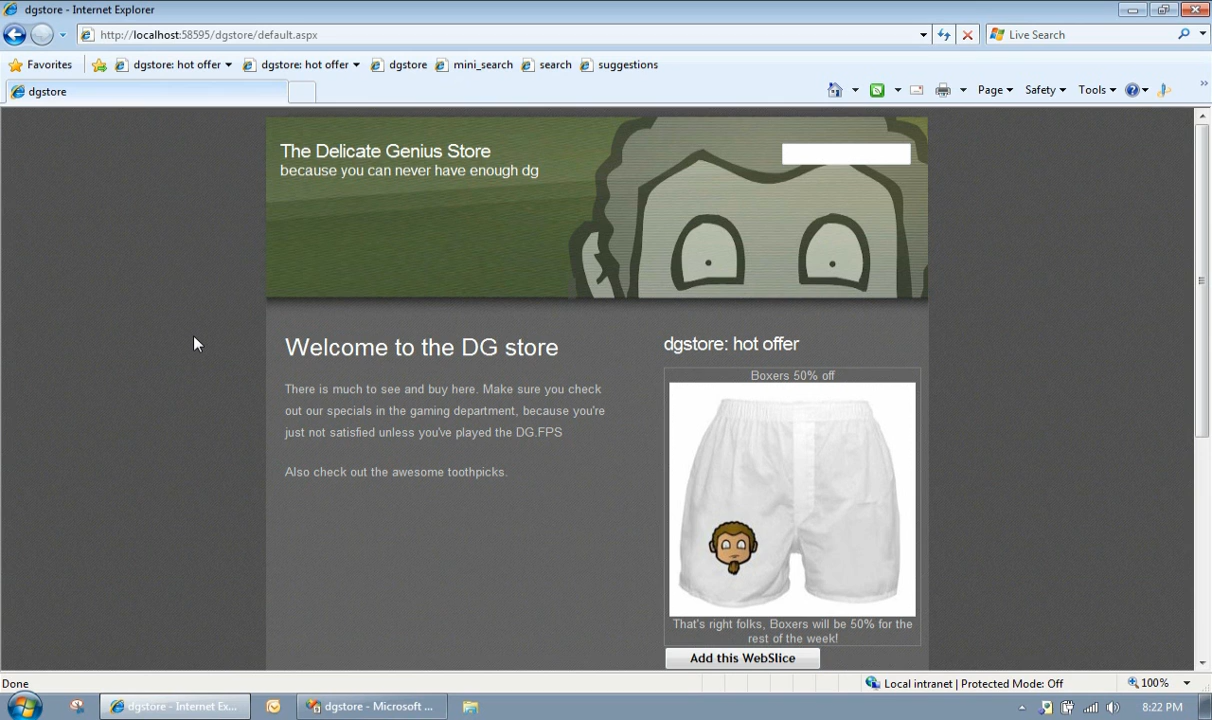 dgstore - Internet Explorer
http://localhost:58595/dgstore/default.aspx
Live Search
Favorites dgstore: hot offer dgstore: hot offer dgstore mini_search search suggestions
dgstore
Page Safety Tools
The Delicate Genius Store
because you can never have enough dg
Welcome to the DG store
There is much to see and buy here. Make sure you check
out our specials in the gaming department, because you're
just not satisfied unless you've played the DG.FPS
Also check out the awesome toothpicks.
dgstore: hot offer
Boxers 50% off
That's right folks, Boxers will be 50% for the
rest of the week!
Add this WebSlice
Done
Local intranet | Protected Mode: Off
100%
dgstore - Internet Ex...
dgstore - Microsoft ...
8:22 PM